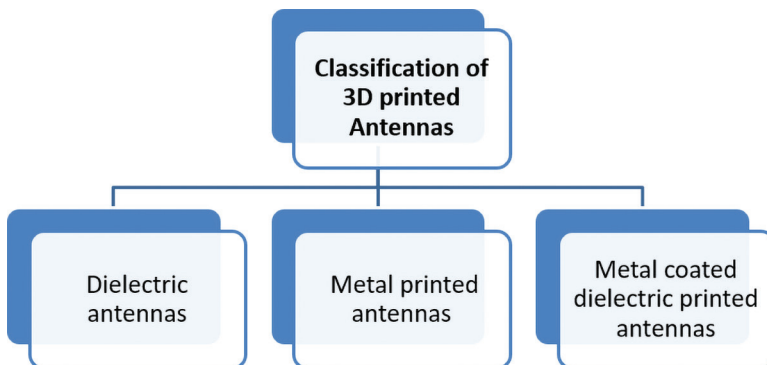 Classification of
3D printed
Antennas
Dielectric
antennas
Metal printed
antennas
Metal coated
dielectric printed
antennas